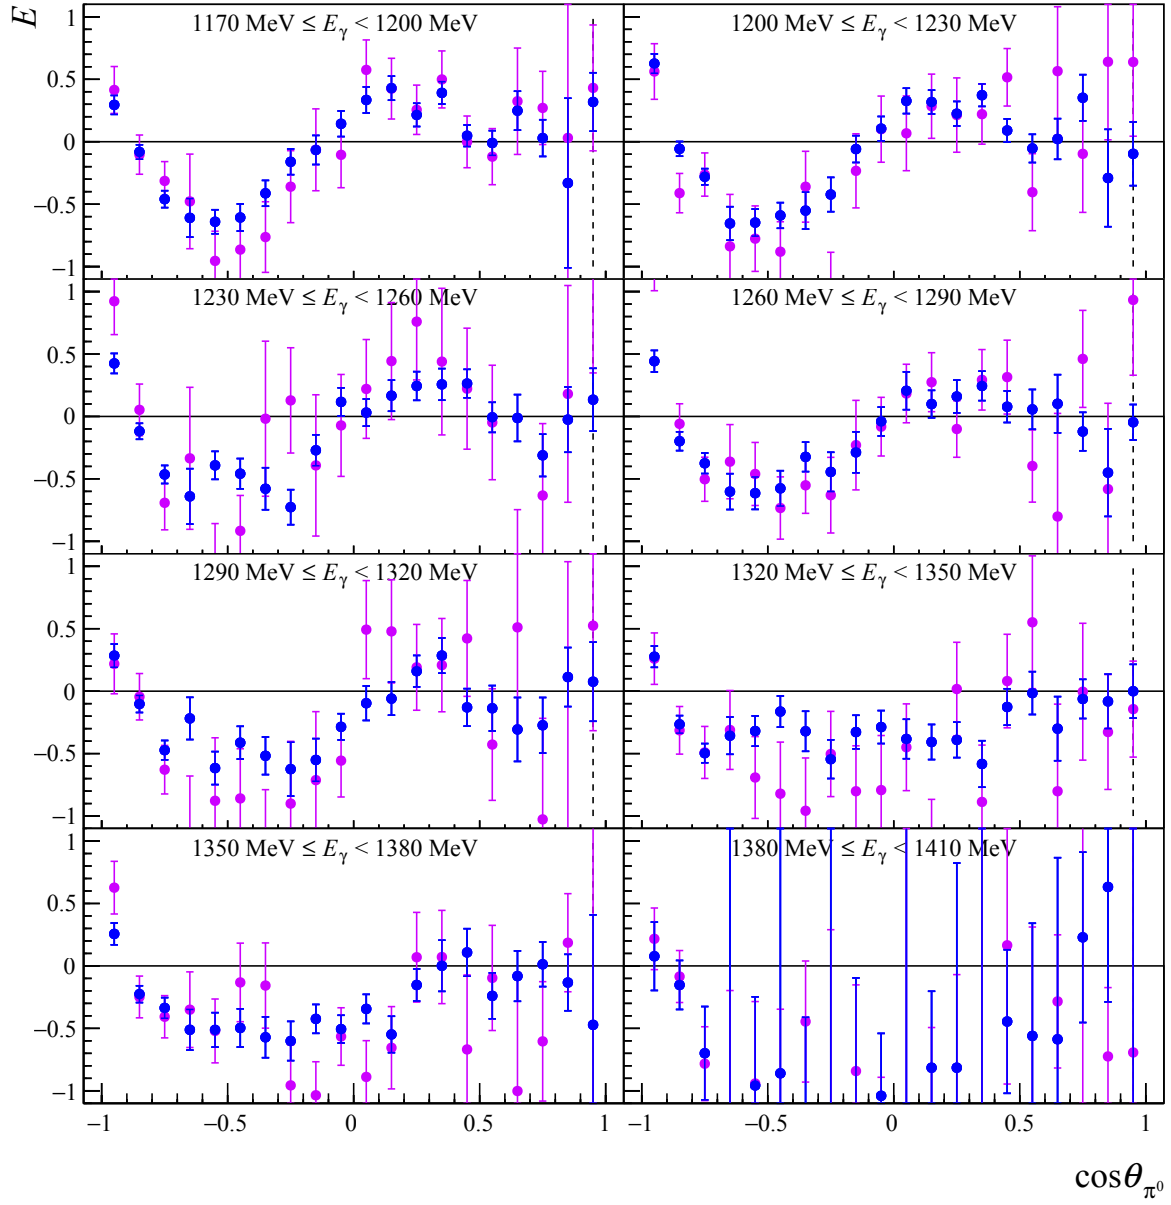 E
1170 MeV ≤ Eγ < 1200 MeV
1200 MeV ≤ Eγ < 1230 MeV
1
0.5
0
−0.5
−1
1230 MeV ≤ Eγ < 1260 MeV
1260 MeV ≤ Eγ < 1290 MeV
1
0.5
0
−0.5
−1
1290 MeV ≤ Eγ < 1320 MeV
1320 MeV ≤ Eγ < 1350 MeV
1
0.5
0
−0.5
−1
1350 MeV ≤ Eγ < 1380 MeV
1380 MeV ≤ Eγ < 1410 MeV
1
0.5
0
−0.5
−1
−1 −0.5 0 0.5 1
−1 −0.5 0 0.5 1
cosθπ⁰